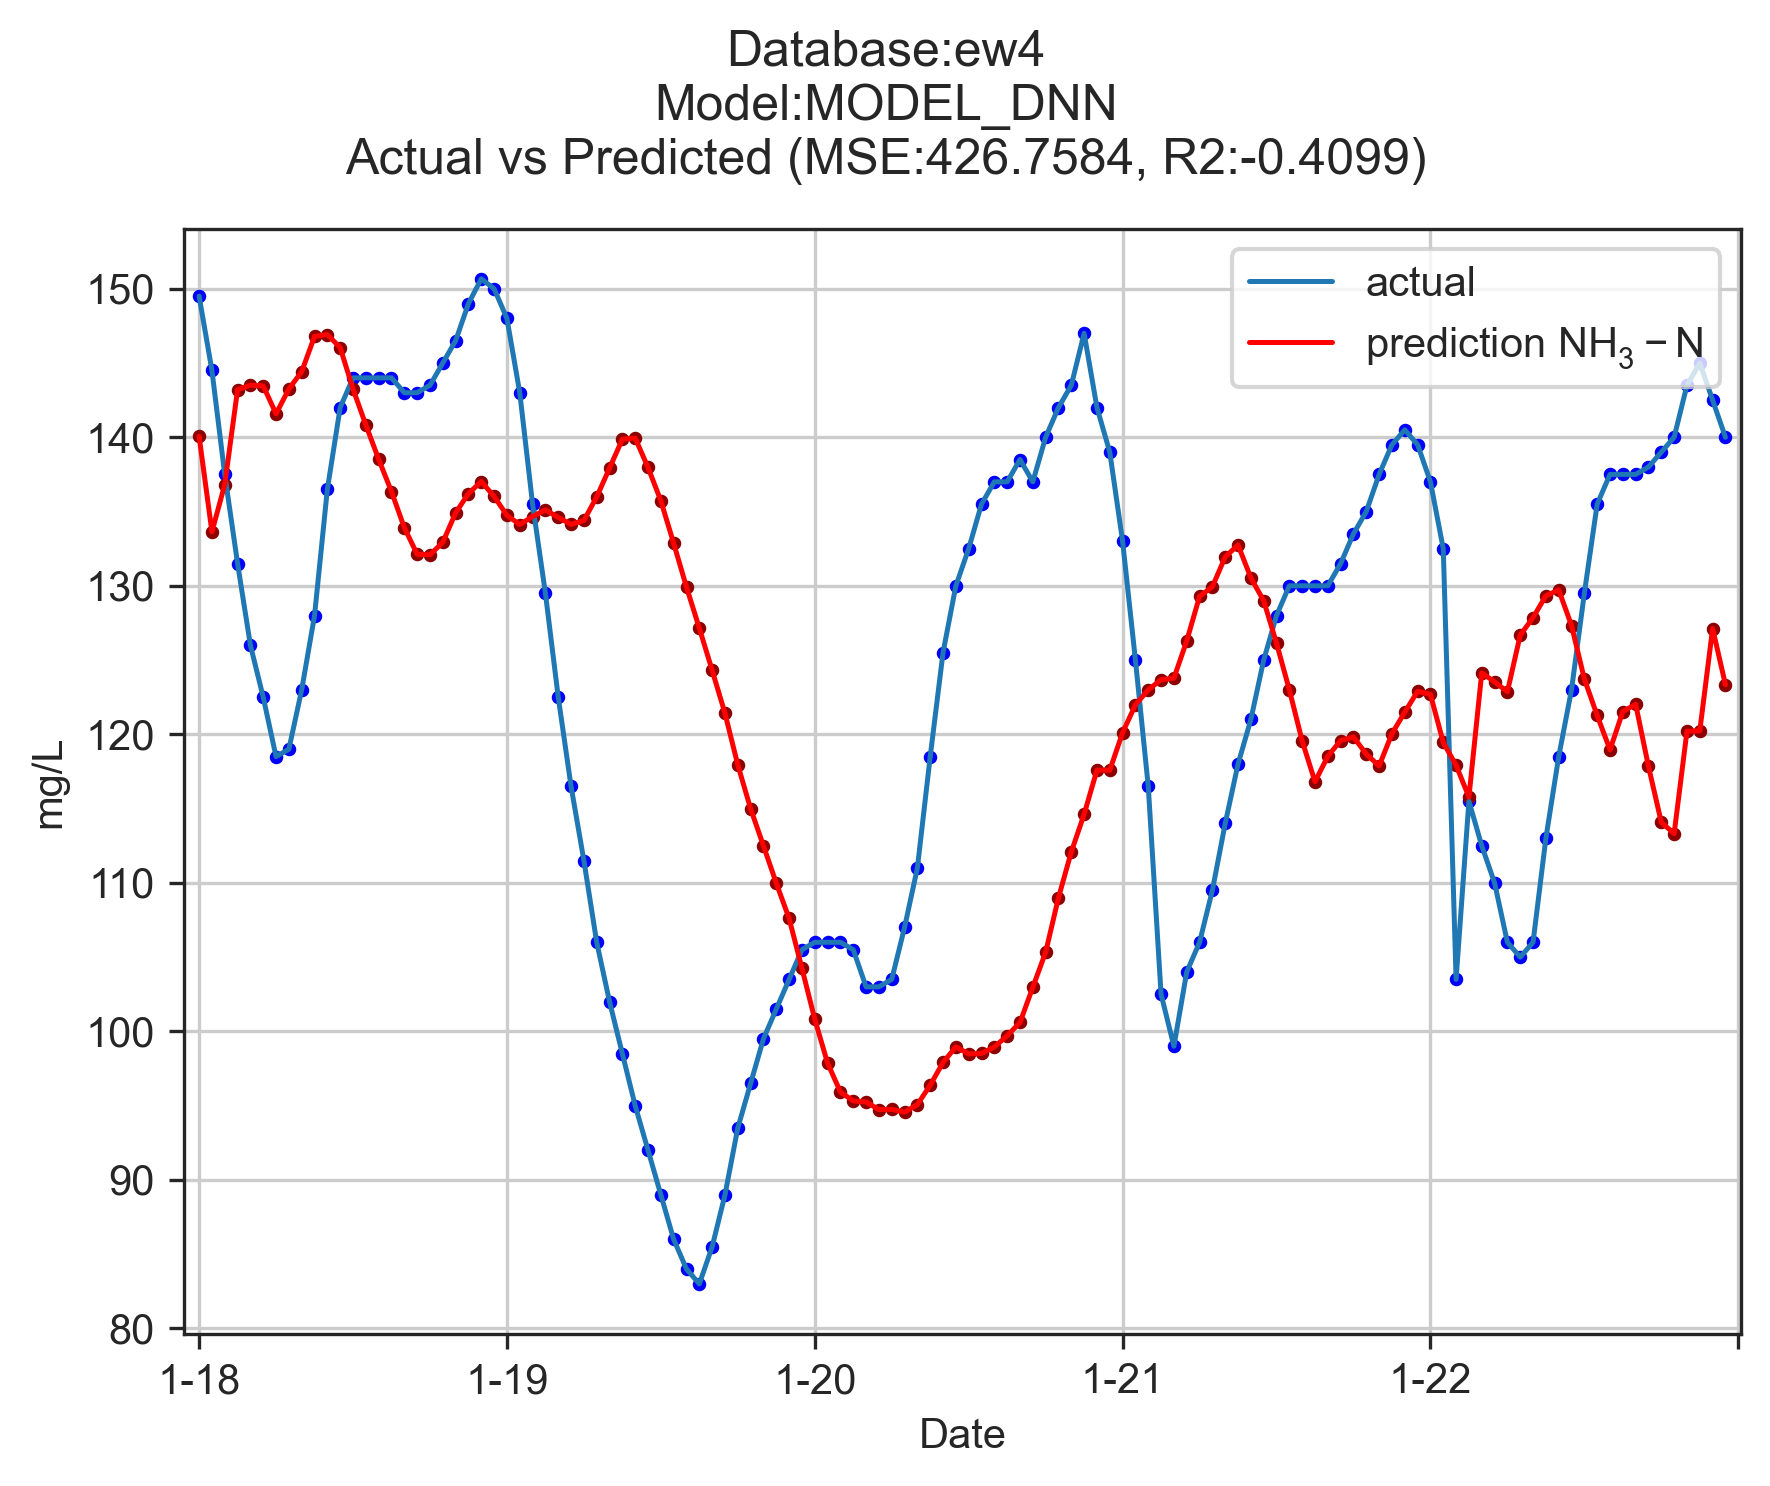 Database:ew4
Model:MODEL_DNN
Actual vs Predicted (MSE:426.7584, R2:-0.4099)
actual
prediction NH₃ − N
150
140
130
120
110
100
90
80
mg/L
1-18 1-19 1-20 1-21 1-22
Date